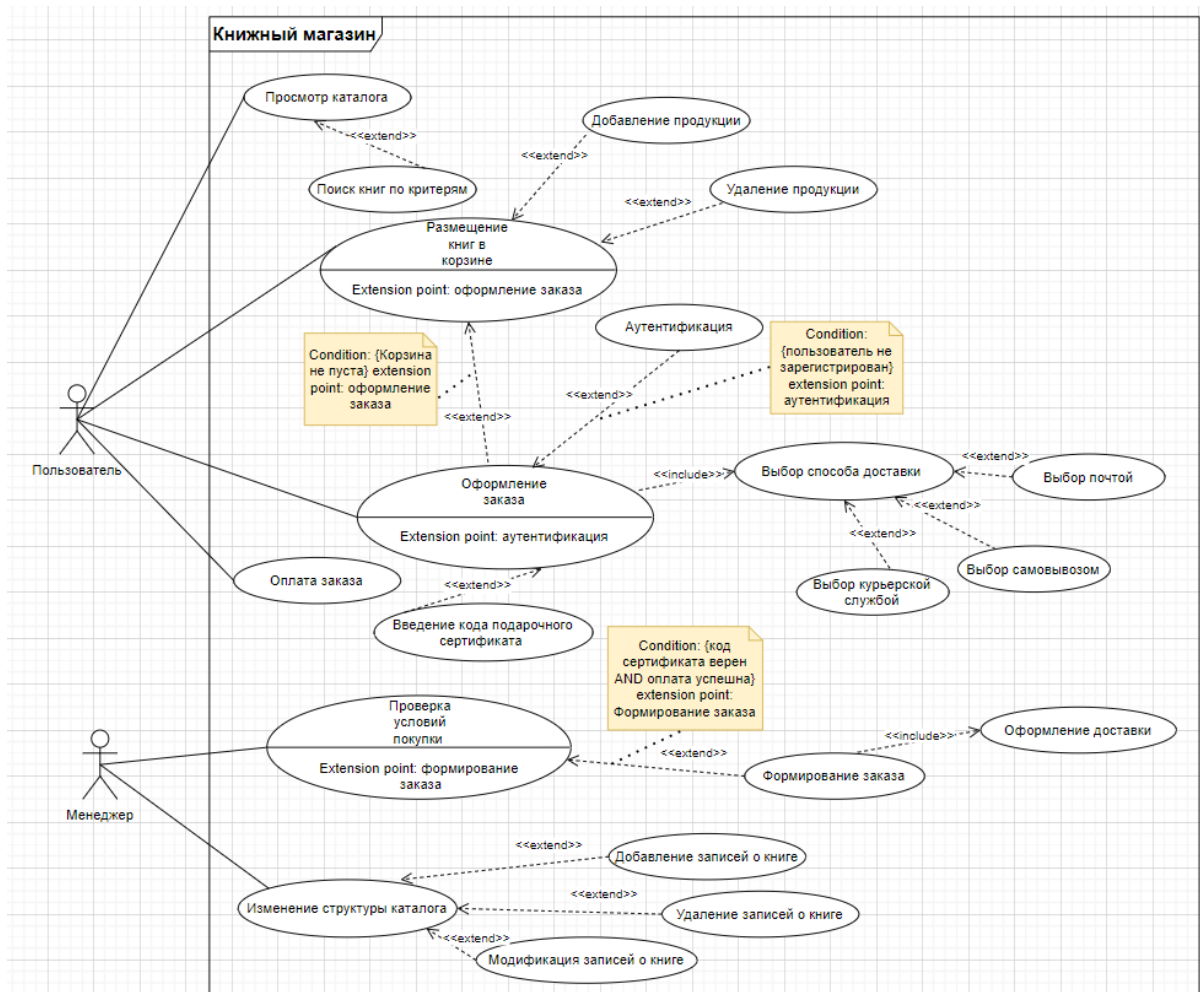 Книжный магазин
Просмотр каталога
<<extend>>
Добавление продукции
<<extend>>
Поиск книг по критерям
Удаление продукции
<<extend>>
Размещение
книг в
корзине
Extension point: оформление заказа
Аутентификация
Condition: {Корзина
не пуста} extension
point: оформление
заказа
Condition:
{пользователь не
зарегистрирован}
extension point:
аутентификация
<<extend>>
<<extend>>
Пользователь
Оформление
заказа
Extension point: аутентификация
<<include>>
Выбор способа доставки
<<extend>>
Выбор почтой
<<extend>>
<<extend>>
Выбор самовывозом
Выбор курьерской
службой
Оплата заказа
<<extend>>
Введение кода подарочного
сертификата
Condition: {код
сертификата верен
AND оплата успешна}
extension point:
Формирование заказа
Проверка
условий
покупки
Extension point: формирование
заказа
<<extend>>
Формирование заказа
<<include>>
Оформление доставки
Менеджер
<<extend>>
Добавление записей о книге
<<extend>>
Изменение структуры каталога
Удаление записей о книге
<<extend>>
Модификация записей о книге